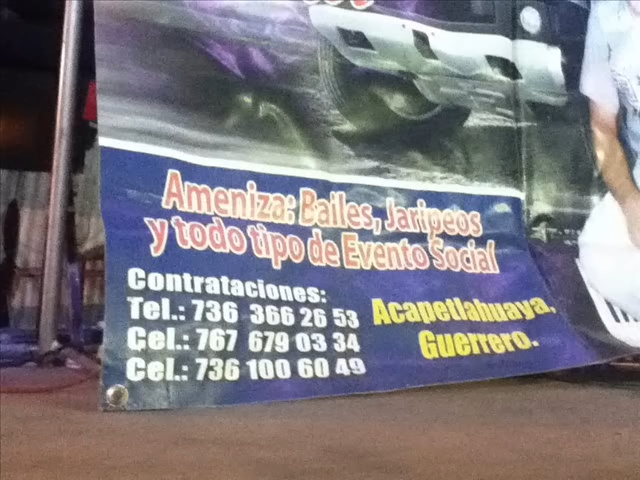 Ameniza: Bailes, Jaripeos
y todo tipo de Evento Social
Contrataciones:
Tel.: 736 366 26 53
Cel.: 767 679 03 34
Cel.: 736 100 60 49
Acapetlahuaya,
Guerrero.